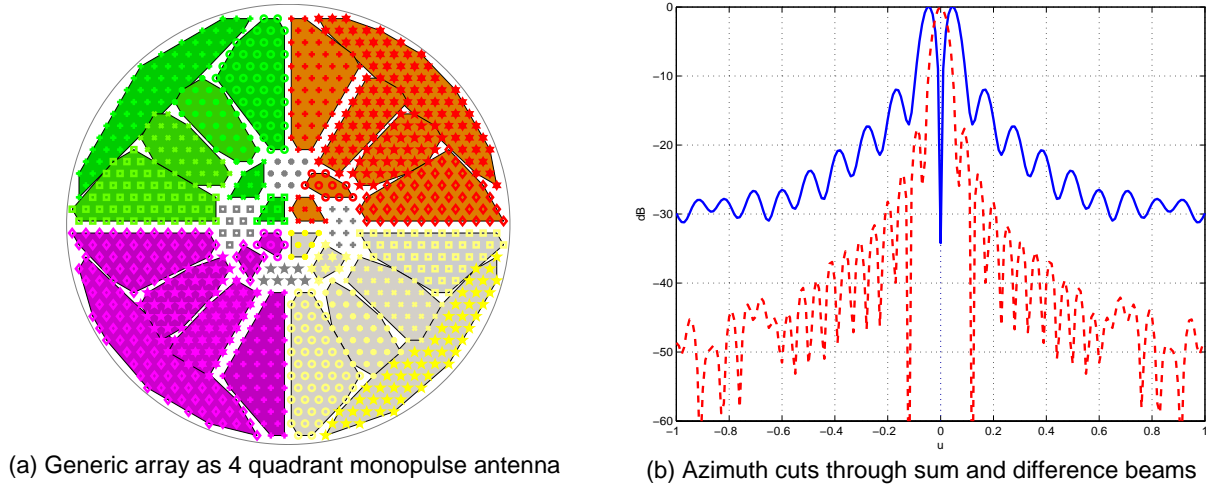 0
−10
−20
−30
−40
−50
−60
dB
−1 −0.8 −0.6 −0.4 −0.2 0 0.2 0.4 0.6 0.8 1
u
(a) Generic array as 4 quadrant monopulse antenna
(b) Azimuth cuts through sum and difference beams